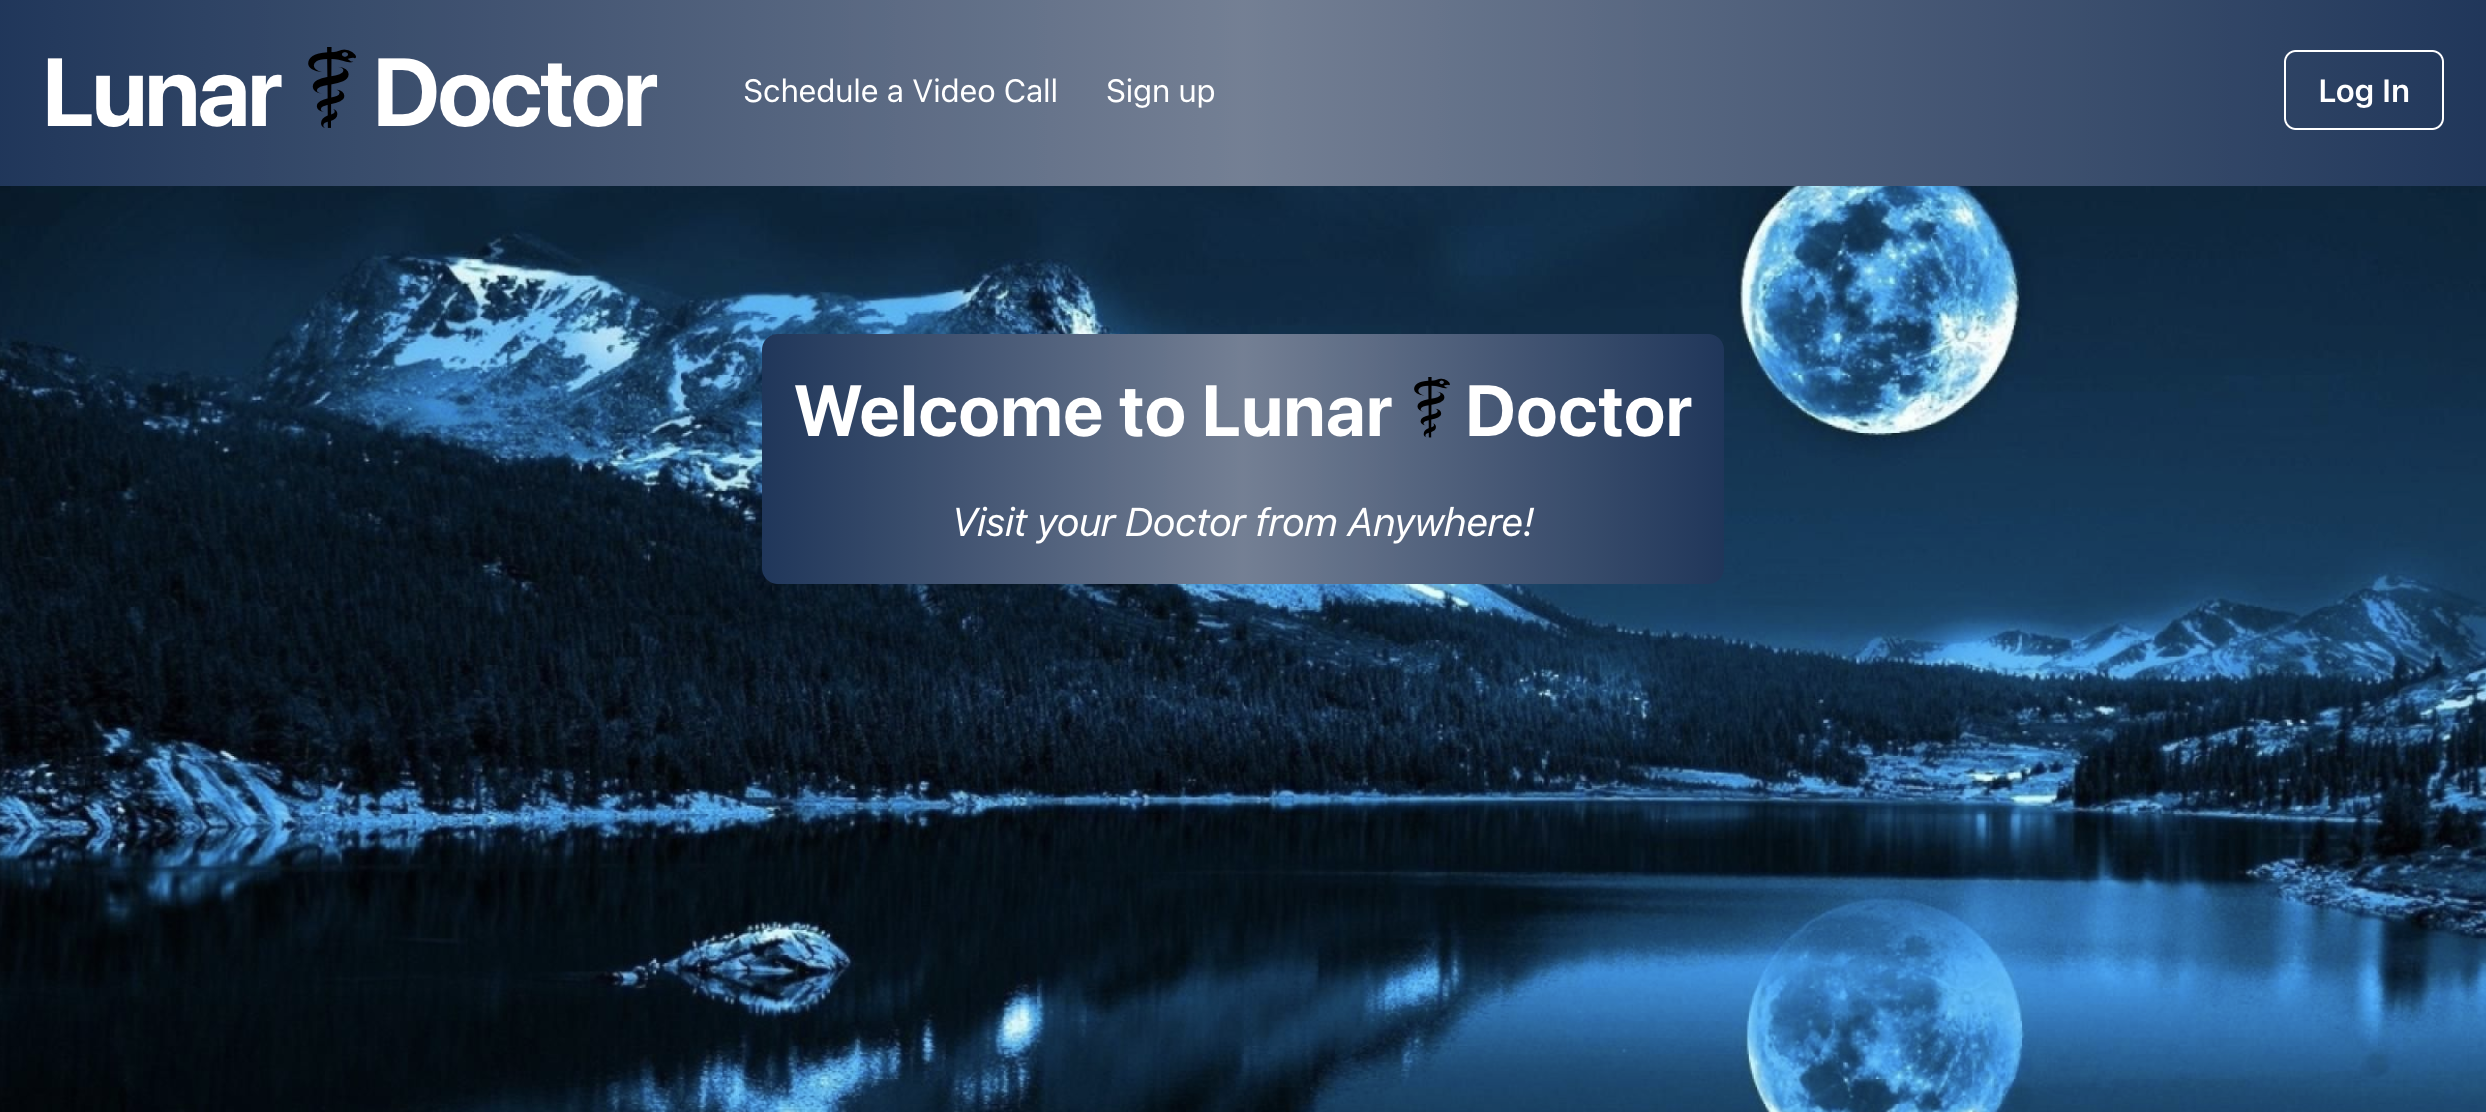 Lunar Doctor
Schedule a Video Call
Sign up
Log In
Welcome to Lunar Doctor
Visit your Doctor from Anywhere!